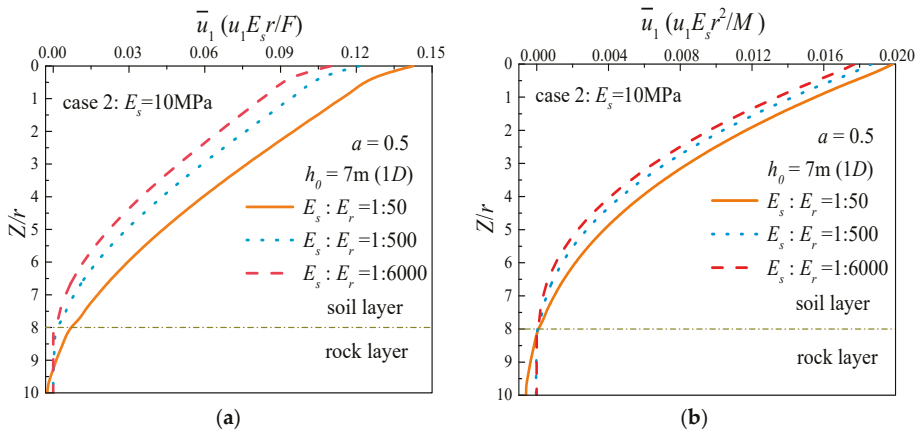 ū₁ (u₁Eₛr/F)
0.00 0.03 0.06 0.09 0.12 0.15
0
1
2
3
4
5
6
7
8
9
10
Z/r
case 2: Eₛ=10MPa
a = 0.5
h₀ = 7m (1D)
Eₛ : Eᵣ =1:50
Eₛ : Eᵣ =1:500
Eₛ : Eᵣ =1:6000
soil layer
rock layer
(a)
ū₁ (u₁Eₛr²/M)
0.000 0.004 0.008 0.012 0.016 0.020
0
1
2
3
4
5
6
7
8
9
10
Z/r
case 2: Eₛ=10MPa
a = 0.5
h₀ = 7m (1D)
Eₛ : Eᵣ =1:50
Eₛ : Eᵣ =1:500
Eₛ : Eᵣ =1:6000
soil layer
rock layer
(b)